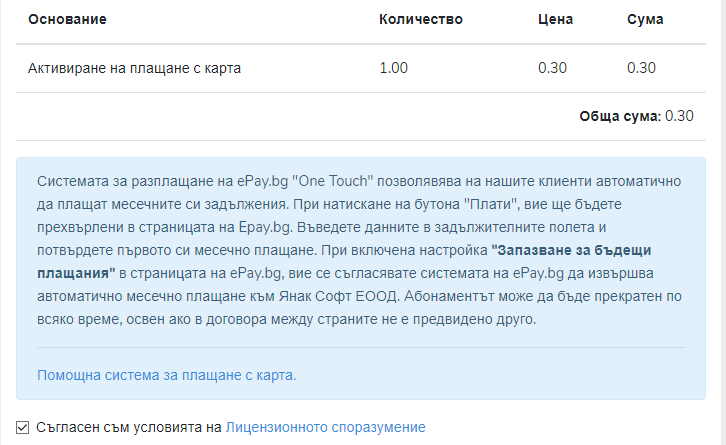 Основание Количество Цена Сума
Активиране на плащане с карта 1.00 0.30 0.30
Обща сума: 0.30
Системата за разплащане на ePay.bg "One Touch" позволявява на нашите клиенти автоматично
да плащат месечните си задължения. При натискане на бутона "Плати", вие ще бъдете
прехвърлени в страницата на Epay.bg. Въведете данните в задължителните полета и
потвърдете първото си месечно плащане. При включена настройка "Запазване за бъдещи
плащания" в страницата на ePay.bg, вие се съгласявате системата на ePay.bg да извършва
автоматично месечно плащане към Янак Софт ЕООД. Абонаментът може да бъде прекратен по
всяко време, освен ако в договора между страните не е предвидено друго.
Помощна система за плащане с карта.
Съгласен съм условията на Лицензионното споразумение